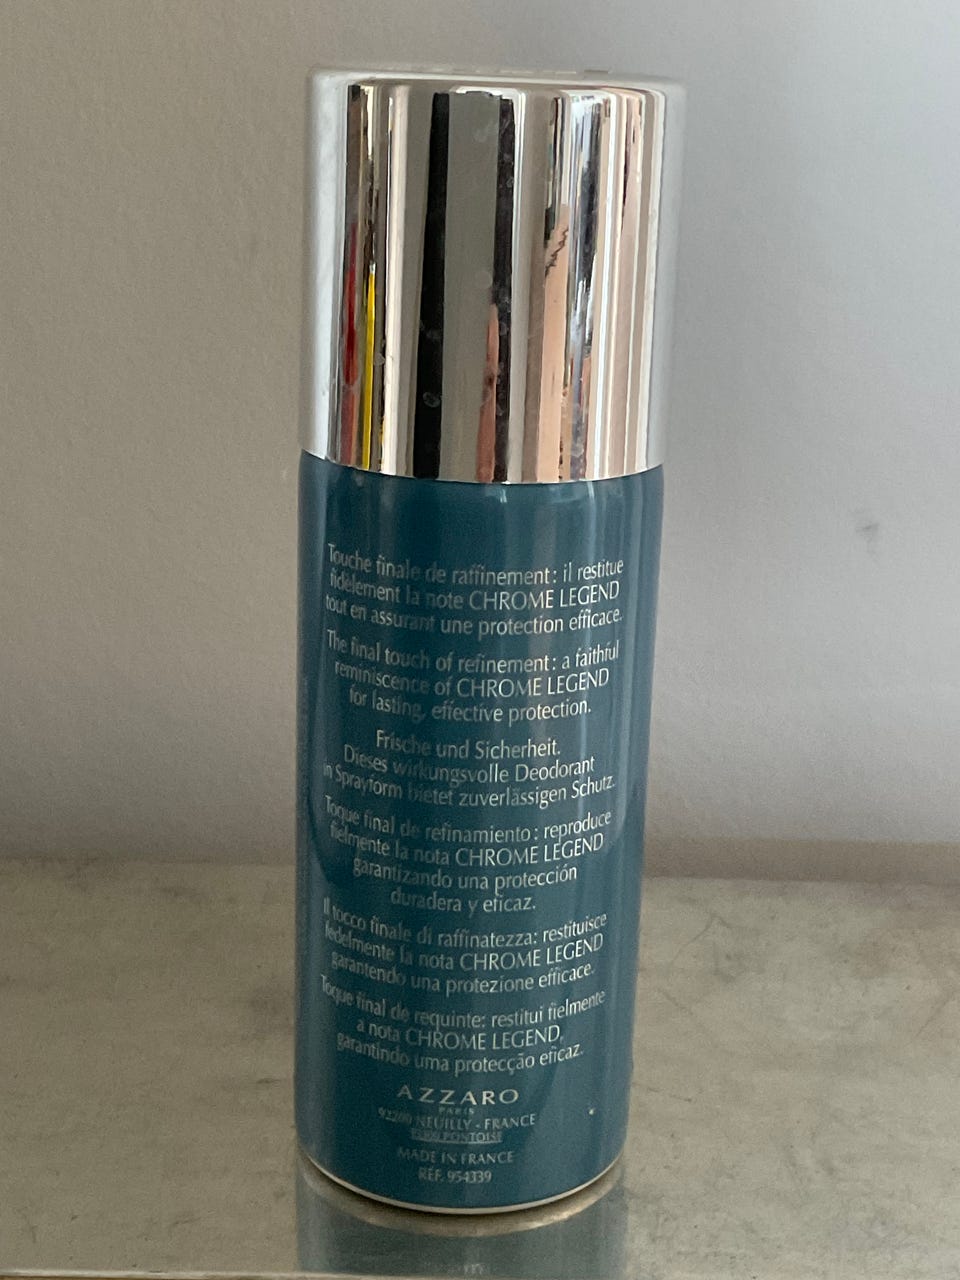 Touche finale de raffinement : il restitue
fidèlement la note CHROME LEGEND
tout en assurant une protection efficace.
The final touch of refinement : a faithful
reminiscence of CHROME LEGEND
for lasting, effective protection.
Frische und Sicherheit.
Dieses wirkungsvolle Deodorant
in Sprayform bietet zuverlässigen Schutz.
Toque final de refinamiento : reproduce
fielmente la nota CHROME LEGEND
garantizando una protección
duradera y eficaz.
Il tocco finale di raffinatezza: restituisce
fedelmente la nota CHROME LEGEND
garantendo una protezione efficace.
Toque final de requinte: restitui fielmente
a nota CHROME LEGEND,
garantindo uma protecção eficaz.
AZZARO
PARIS
92200 NEUILLY - FRANCE
PONTOISE
MADE IN FRANCE
RÉF. 954339